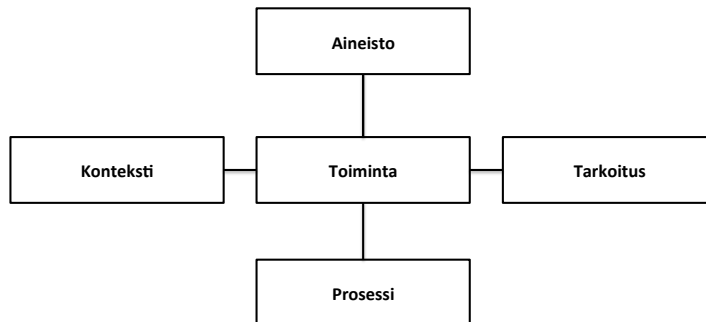 Aineisto
Konteksti
Toiminta
Tarkoitus
Prosessi